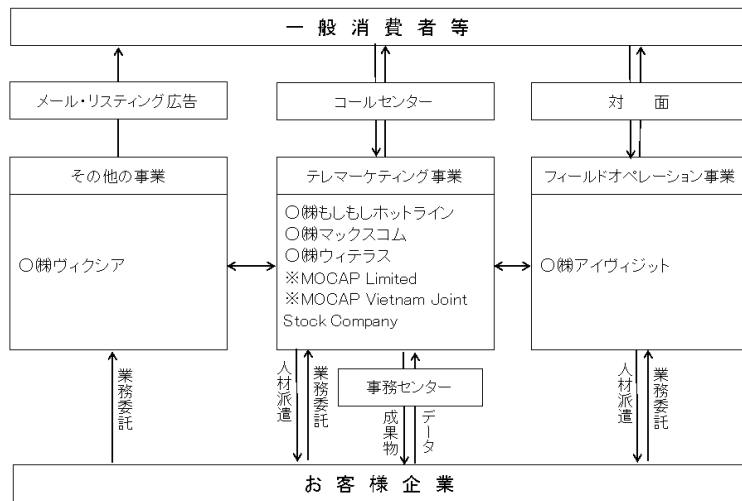 一般消費者等
メール・リスティング広告
コールセンター
対　面
その他の事業
テレマーケティング事業
フィールドオペレーション事業
○㈱ヴィクシア
○㈱もしもしホットライン
○㈱マックスコム
○㈱ウィテラス
※MOCAP Limited
※MOCAP Vietnam Joint
Stock Company
○㈱アイヴィジット
業務委託
人材派遣
業務委託
事務センター
成果物
データ
人材派遣
業務委託
お客様企業